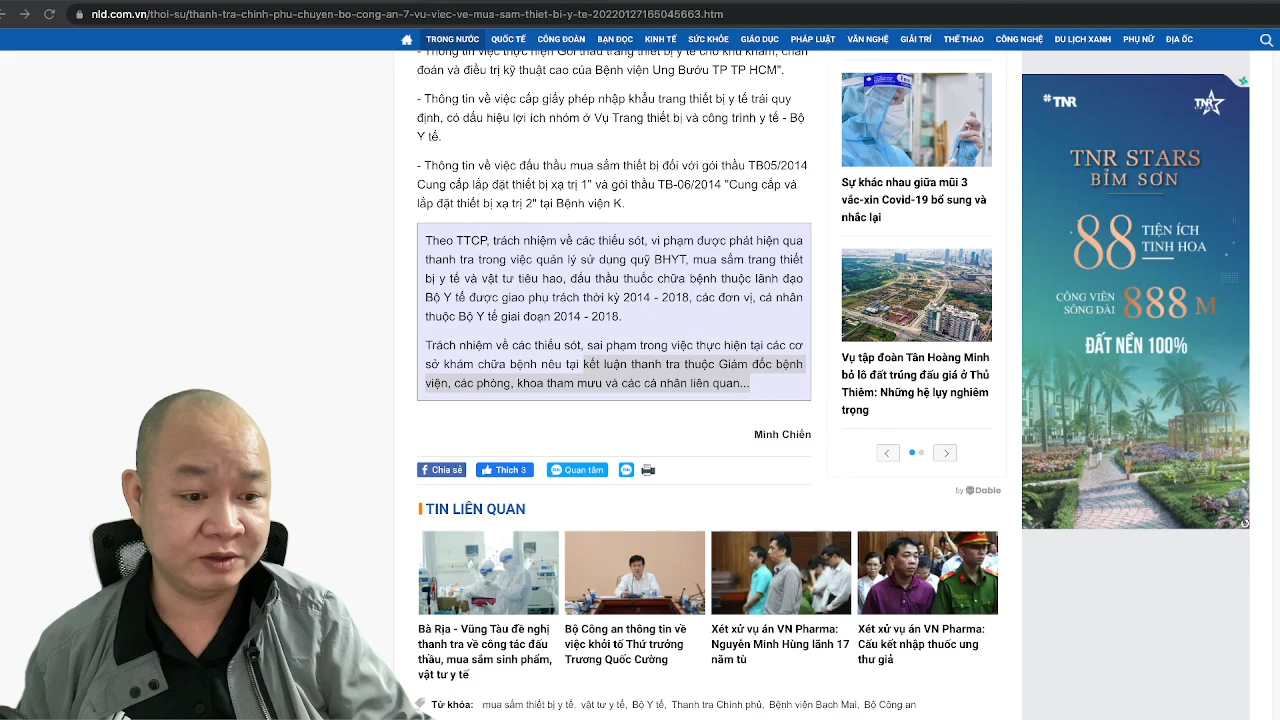 nld.com.vn/thoi-su/thanh-tra-chinh-phu-chuyen-bo-cong-an-7-vu-viec-ve-mua-sam-thiet-bi-y-te-20220127165045663.htm
TRONG NƯỚC QUỐC TẾ CÔNG ĐOÀN BẠN ĐỌC KINH TẾ SỨC KHỎE GIÁO DỤC PHÁP LUẬT VĂN NGHỆ GIẢI TRÍ THỂ THAO CÔNG NGHỆ DU LỊCH XANH PHỤ NỮ ĐỊA ỐC
đoán và điều trị kỹ thuật cao của Bệnh viện Ung Bướu TP TP HCM".
- Thông tin về việc cấp giấy phép nhập khẩu trang thiết bị y tế trái quy
định, có dấu hiệu lợi ích nhóm ở Vụ Trang thiết bị và công trình y tế - Bộ
Y tế.
- Thông tin về việc đấu thầu mua sắm thiết bị đối với gói thầu TB05/2014
Cung cấp lắp đặt thiết bị xạ trị 1" và gói thầu TB-06/2014 "Cung cấp và
lắp đặt thiết bị xạ trị 2" tại Bệnh viện K.
Theo TTCP, trách nhiệm về các thiếu sót, vi phạm được phát hiện qua
thanh tra trong việc quản lý sử dung quỹ BHYT, mua sắm trang thiết
bị y tế và vật tư tiêu hao, đấu thầu thuốc chữa bệnh thuộc lãnh đạo
Bộ Y tế được giao phụ trách thời kỳ 2014 - 2018, các đơn vị, cá nhân
thuộc Bộ Y tế giai đoạn 2014 - 2018.
Trách nhiệm về các thiếu sót, sai phạm trong việc thực hiện tại các cơ
sở khám chữa bệnh nêu tại kết luận thanh tra thuộc Giám đốc bệnh
viện, các phòng, khoa tham mưu và các cá nhân liên quan...
Minh Chiến
Chia sẻ
Thích 3
Quan tâm
TIN LIÊN QUAN
Bà Rịa - Vũng Tàu đề nghị
thanh tra về công tác đấu
thầu, mua sắm sinh phẩm,
vật tư y tế
Bộ Công an thông tin về
việc khởi tố Thứ trưởng
Trương Quốc Cường
Xét xử vụ án VN Pharma:
Nguyễn Minh Hùng lãnh 17
năm tù
Xét xử vụ án VN Pharma:
Cấu kết nhập thuốc ung
thư giả
Từ khóa: mua sắm thiết bị y tế, vật tư y tế, Bộ Y tế, Thanh tra Chính phủ, Bệnh viện Bạch Mai, Bộ Công an
Sự khác nhau giữa mũi 3
vắc-xin Covid-19 bổ sung và
nhắc lại
Vụ tập đoàn Tân Hoàng Minh
bỏ lô đất trúng đấu giá ở Thủ
Thiêm: Những hệ lụy nghiêm
trọng
by Dable
#TNR
TNR
TNR STARS
BỈM SƠN
88 TIỆN ÍCH
TINH HOA
CÔNG VIÊN
SÔNG DÀI 888 M
ĐẤT NỀN 100%